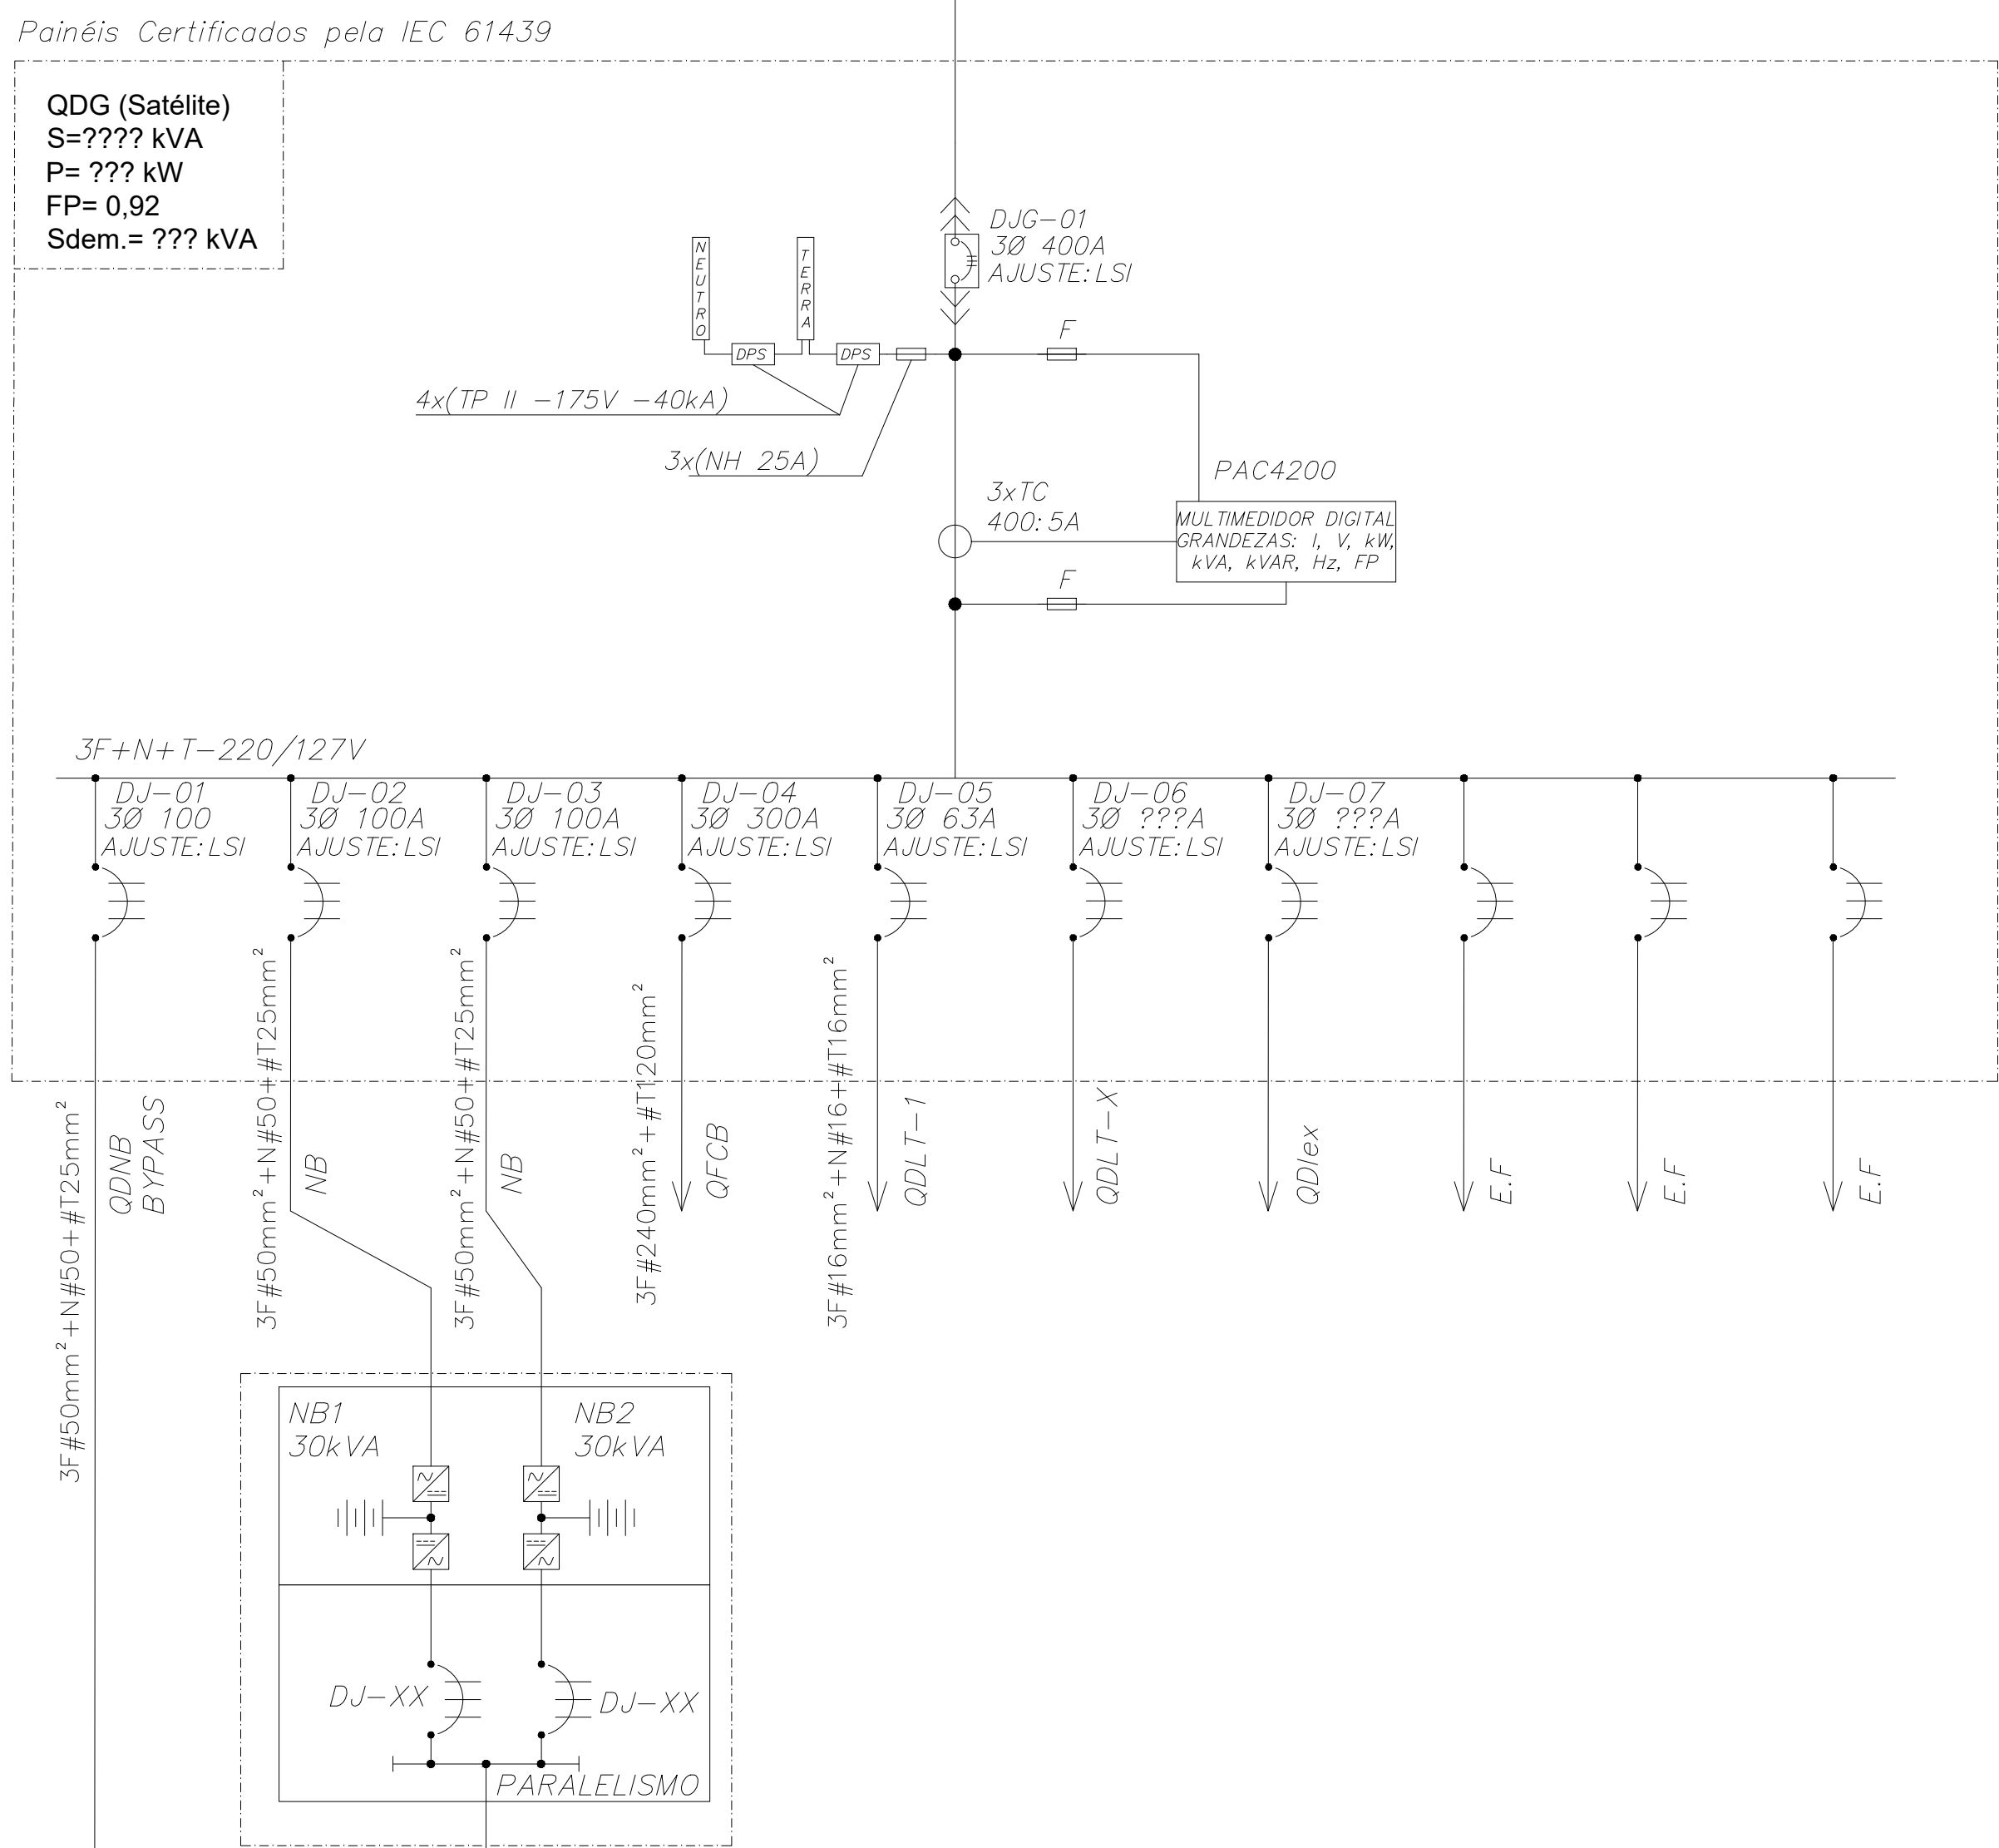 Painéis Certificados pela IEC 61439
QDG (Satélite)
S=???? kVA
P= ??? kW
FP= 0,92
Sdem.= ??? kVA
DJG-01
3Ø 400A
AJUSTE:LSI
NEUTRO
TERRA
DPS
DPS
F
4x(TP II -175V -40kA)
3x(NH 25A)
PAC4200
3xTC
400:5A
MULTIMEDIDOR DIGITAL
GRANDEZAS: I, V, kW,
kVA, kVAR, Hz, FP
F
3F+N+T-220/127V
DJ-01
3Ø 100
AJUSTE:LSI
DJ-02
3Ø 100A
AJUSTE:LSI
DJ-03
3Ø 100A
AJUSTE:LSI
DJ-04
3Ø 300A
AJUSTE:LSI
DJ-05
3Ø 63A
AJUSTE:LSI
DJ-06
3Ø ???A
AJUSTE:LSI
DJ-07
3Ø ???A
AJUSTE:LSI
3F#50mm²+N#50+#T25mm²
QDNB
BYPASS
3F#50mm²+N#50+#T25mm²
NB
3F#50mm²+N#50+#T25mm²
NB
3F#240mm²+#T120mm²
QFCB
3F#16mm²+N#16+#T16mm²
QDLT-1
QDLT-X
QDlex
E.F
E.F
E.F
NB1
30kVA
NB2
30kVA
DJ-XX
DJ-XX
PARALELISMO